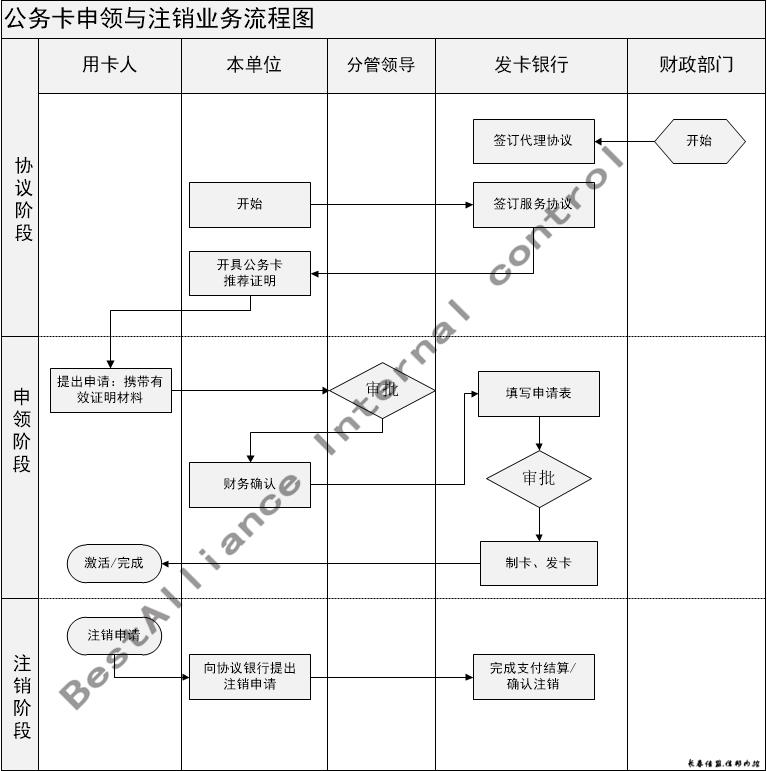 公务卡申领与注销业务流程图
用卡人
本单位
分管领导
发卡银行
财政部门
协议阶段
签订代理协议
开始
开始
签订服务协议
开具公务卡
推荐证明
申领阶段
提出申请：携带有
效证明材料
审批
填写申请表
财务确认
审批
激活/完成
制卡、发卡
注销阶段
注销申请
向协议银行提出
注销申请
完成支付结算/
确认注销
BestAlliance Internal control